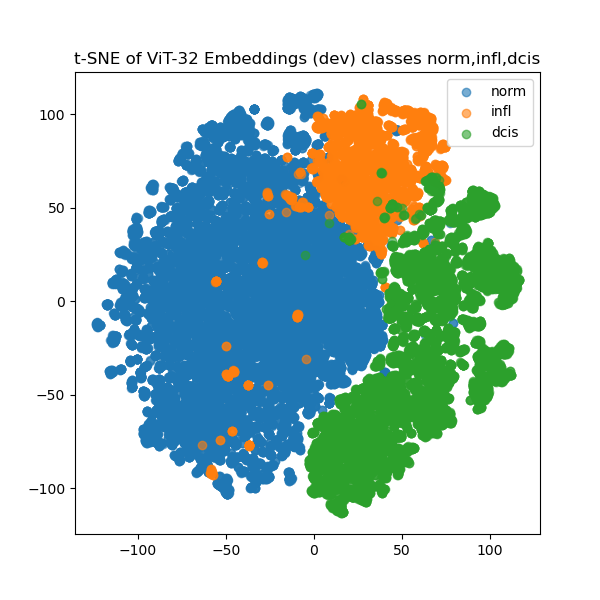 t-SNE of ViT-32 Embeddings (dev) classes norm,infl,dcis
norm
infl
dcis
100
50
0
−50
−100
−100
−50
0
50
100